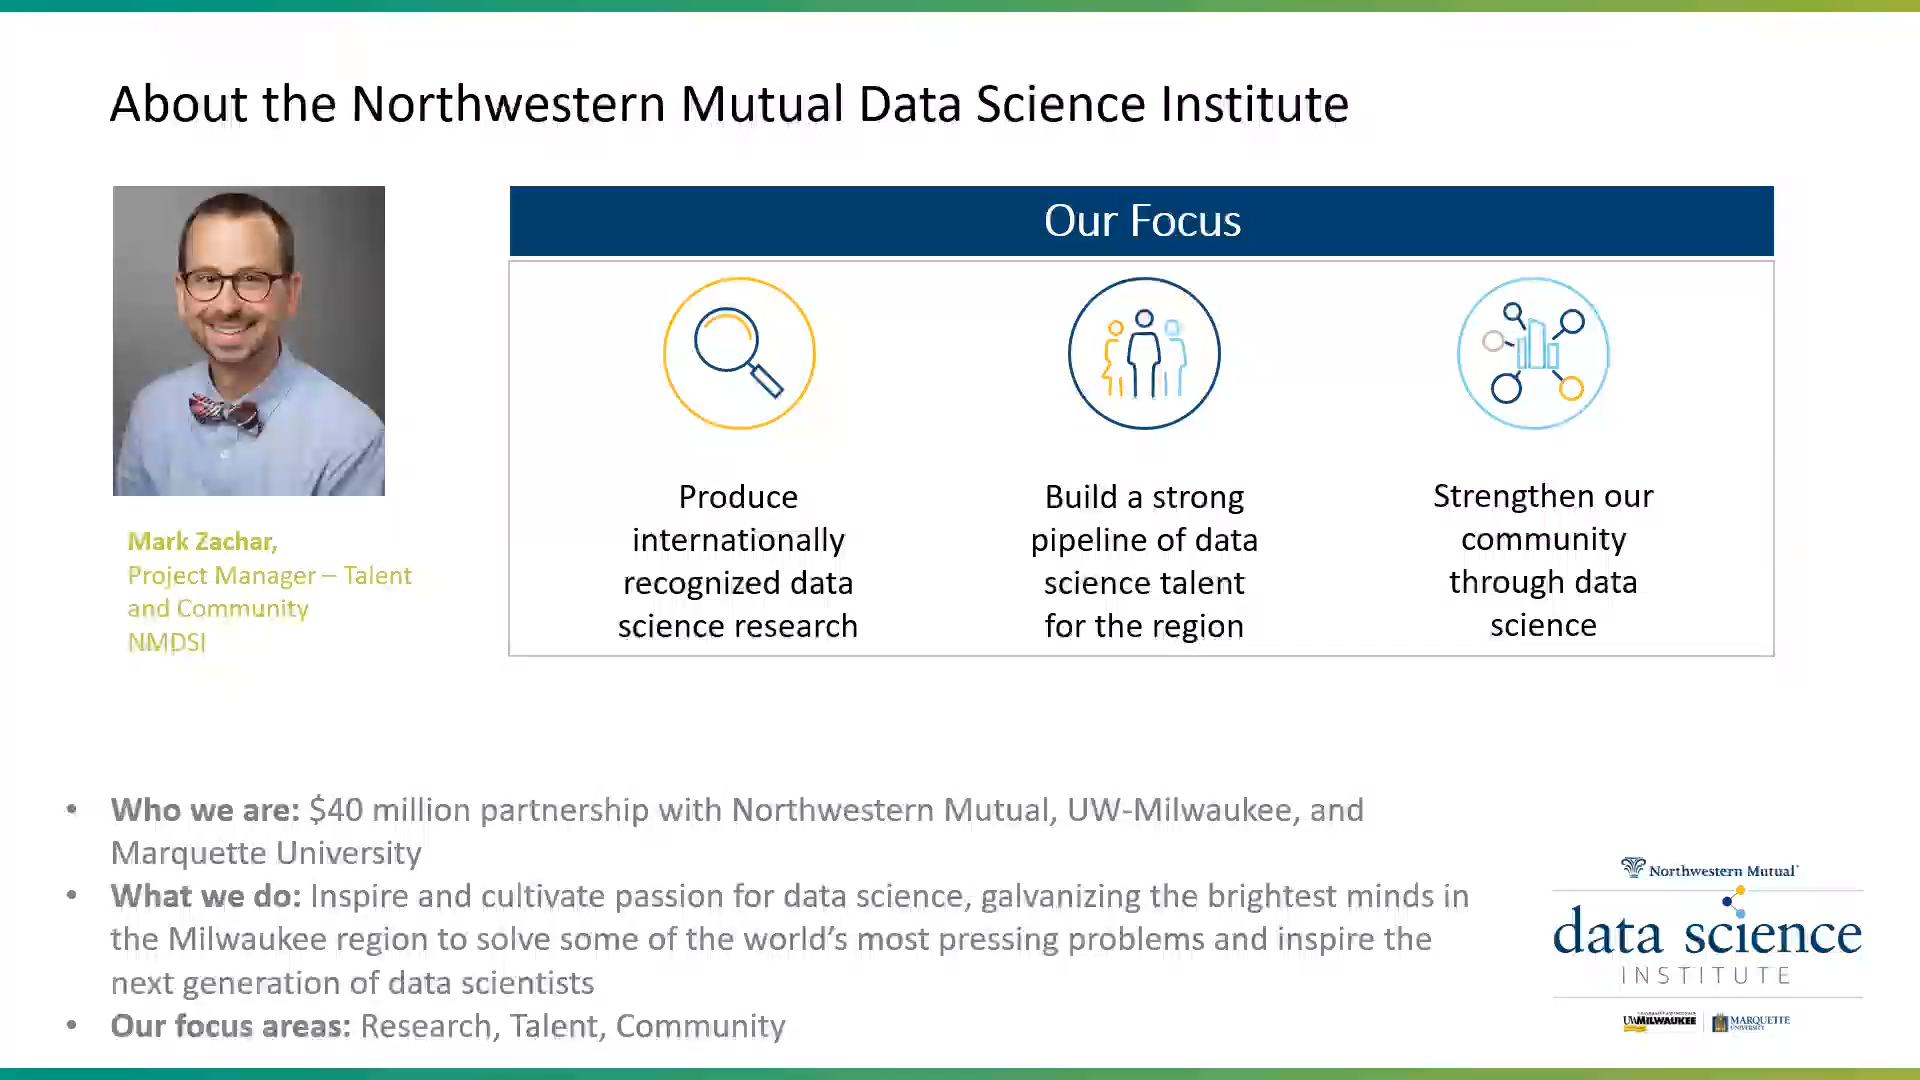 About the Northwestern Mutual Data Science Institute
Mark Zachar,
Project Manager – Talent
and Community
NMDSI
Our Focus
Produce
internationally
recognized data
science research
Build a strong
pipeline of data
science talent
for the region
Strengthen our
community
through data
science
• Who we are: $40 million partnership with Northwestern Mutual, UW-Milwaukee, and
Marquette University
• What we do: Inspire and cultivate passion for data science, galvanizing the brightest minds in
the Milwaukee region to solve some of the world’s most pressing problems and inspire the
next generation of data scientists
• Our focus areas: Research, Talent, Community
Northwestern Mutual
data science
INSTITUTE
UWMILWAUKEE
MARQUETTE
UNIVERSITY